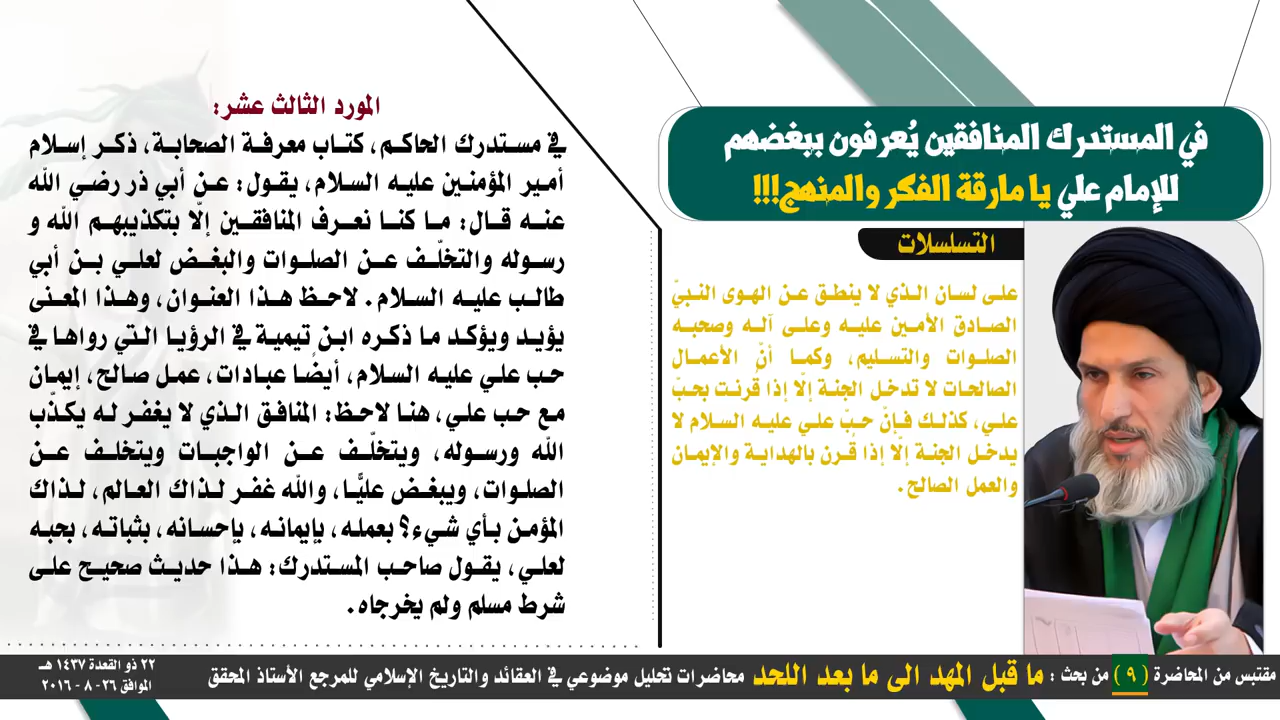 في المستدرك المنافقين يُعرفون ببغضهم
للإمام علي يا مارقة الفكر والمنهج!!!
التسلسلات
على لسان الذي لا ينطق عن الهوى النبيّ
الصادق الأمين عليه وعلى آله وصحبه
الصلوات والتسليم، وكما أنّ الأعمال
الصالحات لا تدخل الجنة إلّا إذا قُرنت بحبّ
علي، كذلك فإنّ حبّ علي عليه السلام لا
يدخل الجنة إلّا إذا قُرن بالهداية والإيمان
والعمل الصالح.
المورد الثالث عشر:
في مستدرك الحاكم، كتاب معرفة الصحابة، ذكر إسلام
أمير المؤمنين عليه السلام، يقول: عن أبي ذر رضي الله
عنه قال: ما كنا نعرف المنافقين إلّا بتكذيبهم الله و
رسوله والتخلّف عن الصلوات والبغض لعلي بن أبي
طالب عليه السلام. لاحظ هذا العنوان، وهذا المعنى
يؤيد ويؤكد ما ذكره ابن تيمية في الرؤيا التي رواها في
حب علي عليه السلام، أيضًا عبادات، عمل صالح، إيمان
مع حب علي، هنا لاحظ: المنافق الذي لا يغفر له يكذّب
الله ورسوله، ويتخلّف عن الواجبات ويتخلف عن
الصلوات، ويبغض عليًّا، والله غفر لذاك العالم، لذاك
المؤمن بأي شيء؟ بعمله، بإيمانه، بإحسانه، بثباته، بحبه
لعلي، يقول صاحب المستدرك: هذا حديث صحيح على
شرط مسلم ولم يخرجاه.
مقتبس من المحاضرة (٩) من بحث: ما قبل المهد الى ما بعد اللحد محاضرات تحليل موضوعي في العقائد والتاريخ الإسلامي للمرجع الأستاذ المحقق
٢٢ ذو القعدة ١٤٣٧ هـ
الموافق ٢٦-٨-٢٠١٦